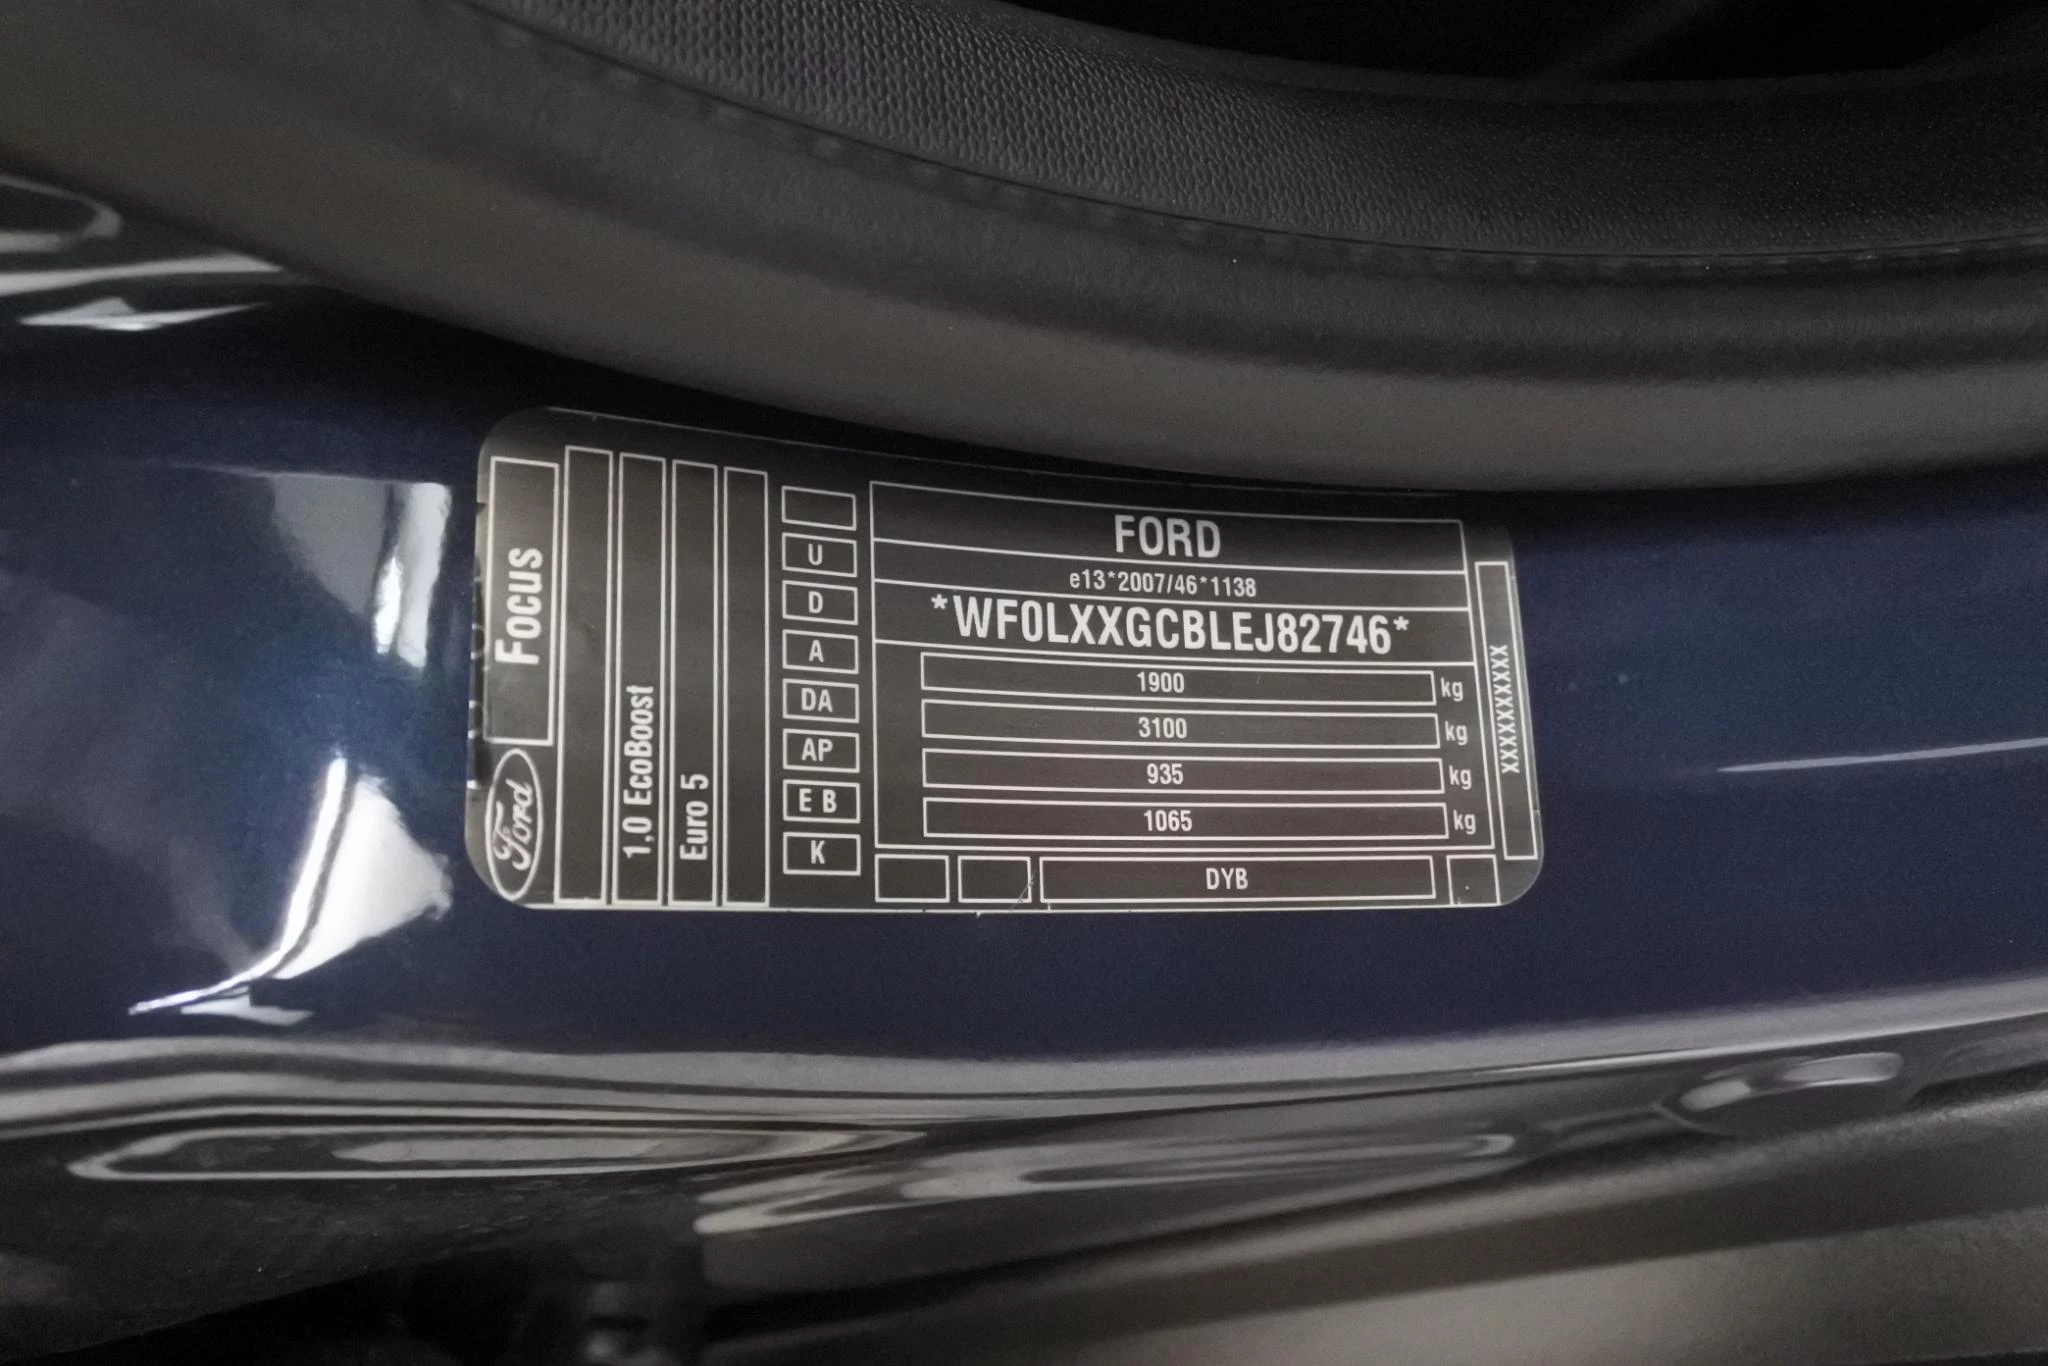 Ford
Focus
1,0 EcoBoost
Euro 5
U
D
A
DA
AP
E B
K
FORD
e13*2007/46*1138
*WF0LXXGCBLEJ82746*
1900 kg
3100 kg
935 kg
1065 kg
DYB
XXXXXXXXXX